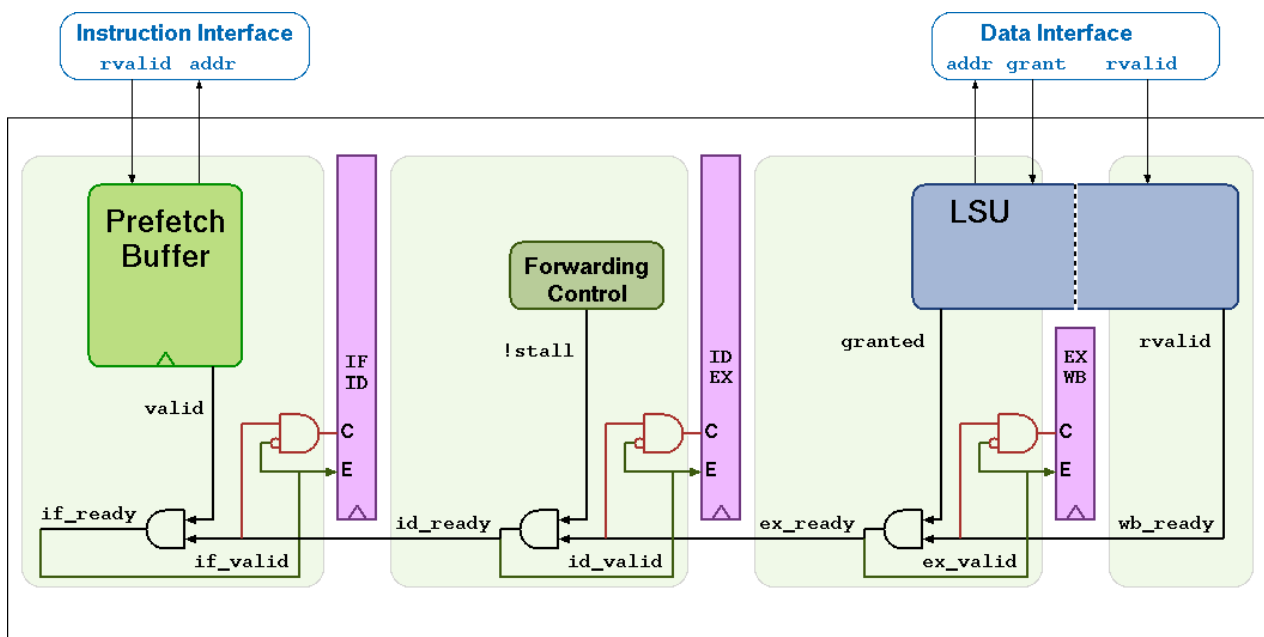 Instruction Interface
rvalid addr
Data Interface
addr grant rvalid
Prefetch
Buffer
LSU
Forwarding
Control
IF
ID
ID
EX
EX
WB
!stall
granted
rvalid
valid
C
C
C
E
E
E
if_ready
id_ready
ex_ready
wb_ready
if_valid
id_valid
ex_valid